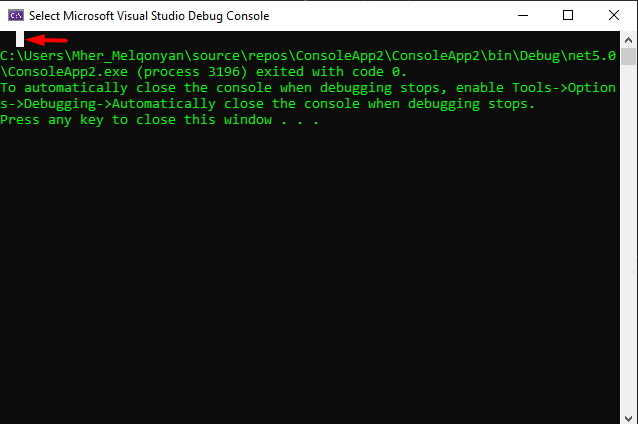 Select Microsoft Visual Studio Debug Console
C:\Users\Mher_Melqonyan\source\repos\ConsoleApp2\ConsoleApp2\bin\Debug\net5.0
\ConsoleApp2.exe (process 3196) exited with code 0.
To automatically close the console when debugging stops, enable Tools->Option
s->Debugging->Automatically close the console when debugging stops.
Press any key to close this window . . .